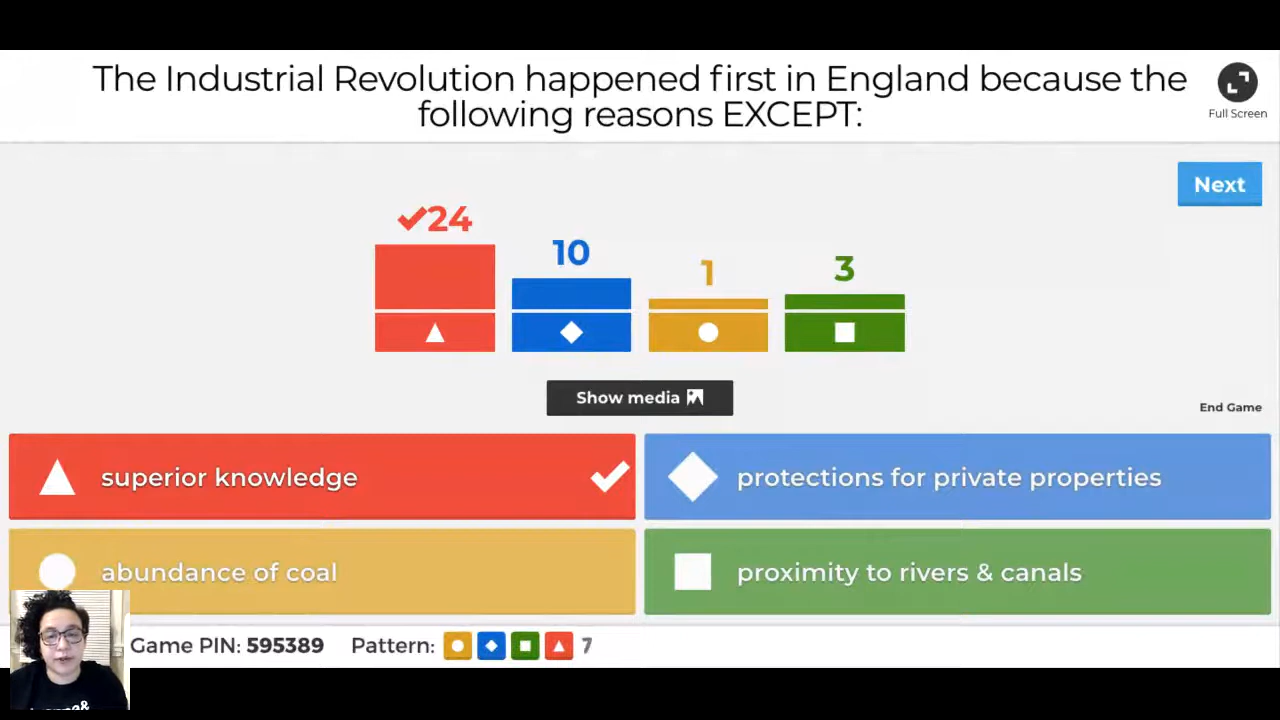 The Industrial Revolution happened first in England because the
following reasons EXCEPT:
Full Screen
Next
24
10
1
3
Show media
End Game
superior knowledge
protections for private properties
abundance of coal
proximity to rivers & canals
Game PIN: 595389 Pattern: 7